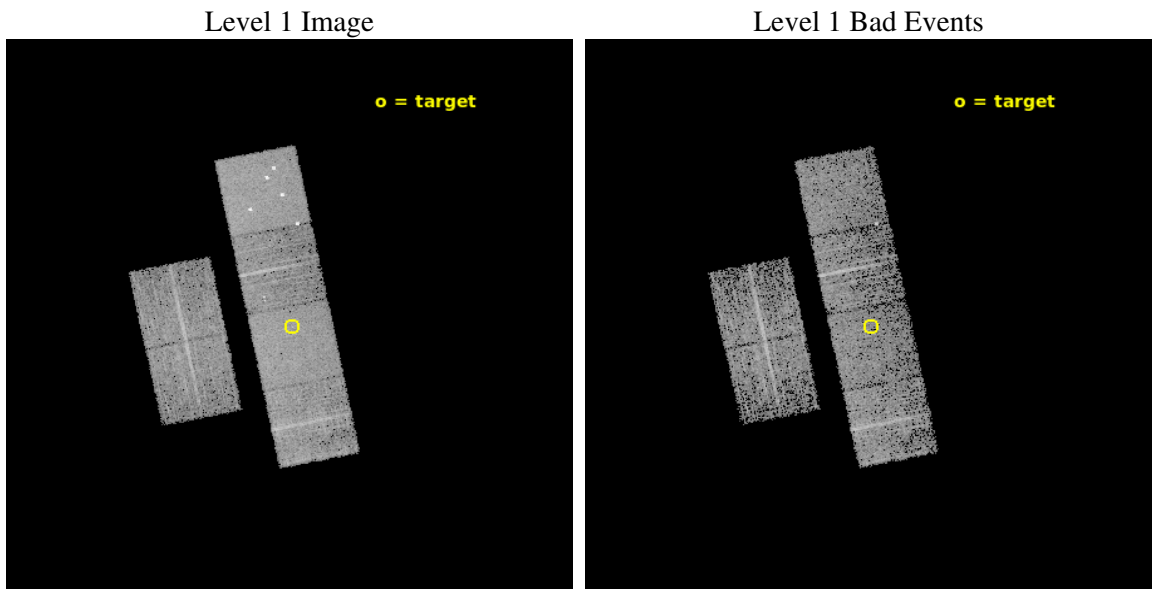 Level 1 Image
Level 1 Bad Events
o = target
o = target